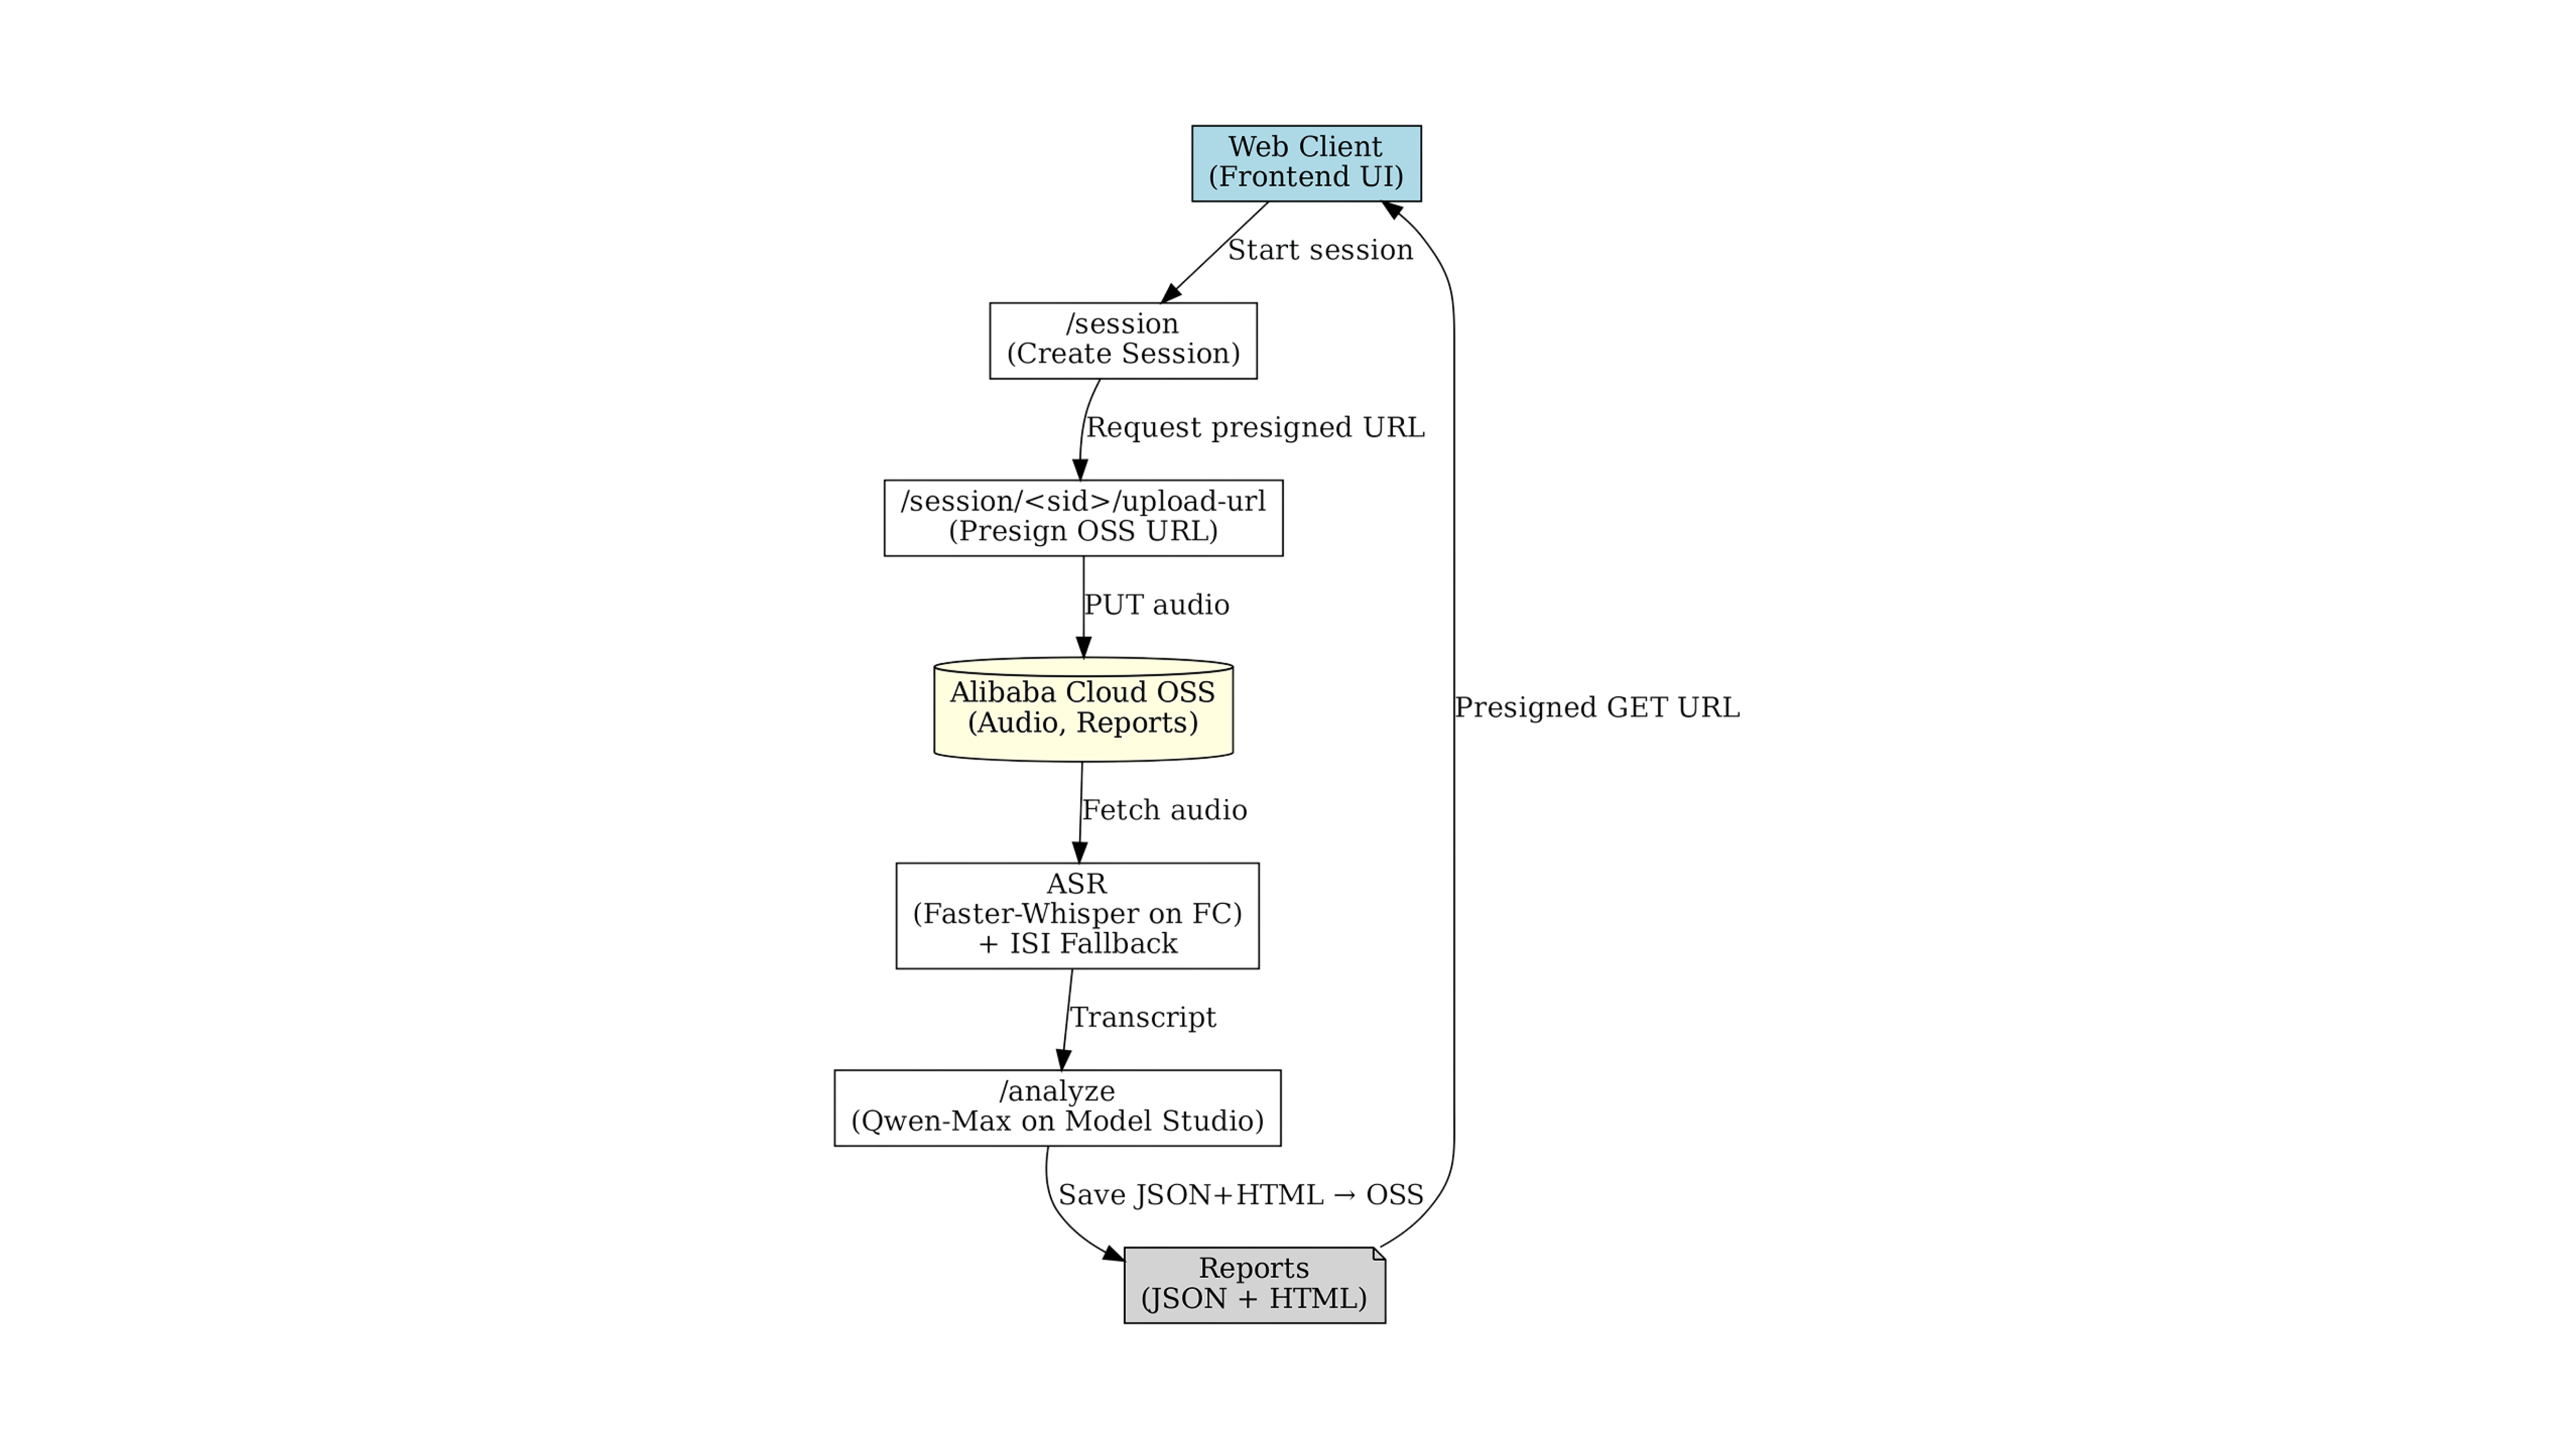 Web Client
(Frontend UI)
Start session
/session
(Create Session)
Request presigned URL
/session/<sid>/upload-url
(Presign OSS URL)
PUT audio
Alibaba Cloud OSS
(Audio, Reports)
Presigned GET URL
Fetch audio
ASR
(Faster-Whisper on FC)
+ ISI Fallback
Transcript
/analyze
(Qwen-Max on Model Studio)
Save JSON+HTML → OSS
Reports
(JSON + HTML)